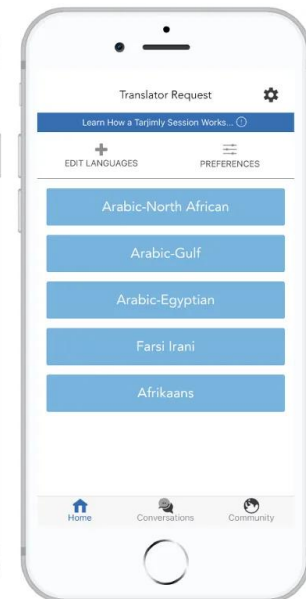 Translator Request
Learn How a Tarjimly Session Works...
EDIT LANGUAGES
PREFERENCES
Arabic-North African
Arabic-Gulf
Arabic-Egyptian
Farsi Irani
Afrikaans
Home
Conversations
Community